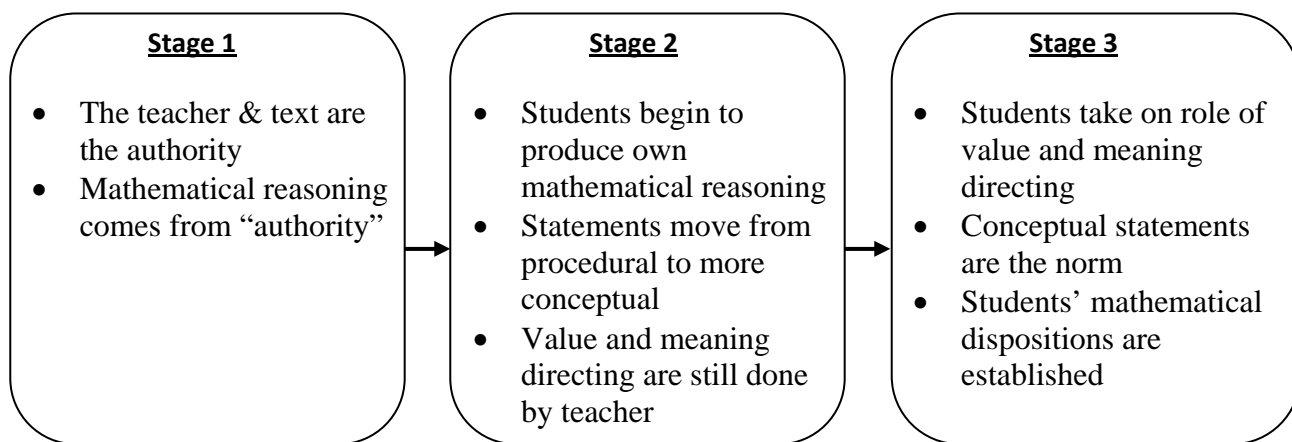 Stage 1
• The teacher & text are
the authority
• Mathematical reasoning
comes from “authority”
Stage 2
• Students begin to
produce own
mathematical reasoning
• Statements move from
procedural to more
conceptual
• Value and meaning
directing are still done
by teacher
Stage 3
• Students take on role of
value and meaning
directing
• Conceptual statements
are the norm
• Students’ mathematical
dispositions are
established